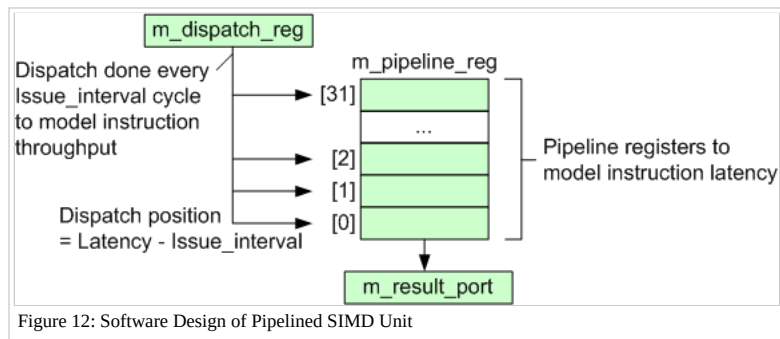 m_dispatch_reg
Dispatch done every
Issue_interval cycle
to model instruction
throughput
m_pipeline_reg
[31]
...
[2]
[1]
[0]
Dispatch position
= Latency - Issue_interval
Pipeline registers to
model instruction latency
m_result_port
Figure 12: Software Design of Pipelined SIMD Unit